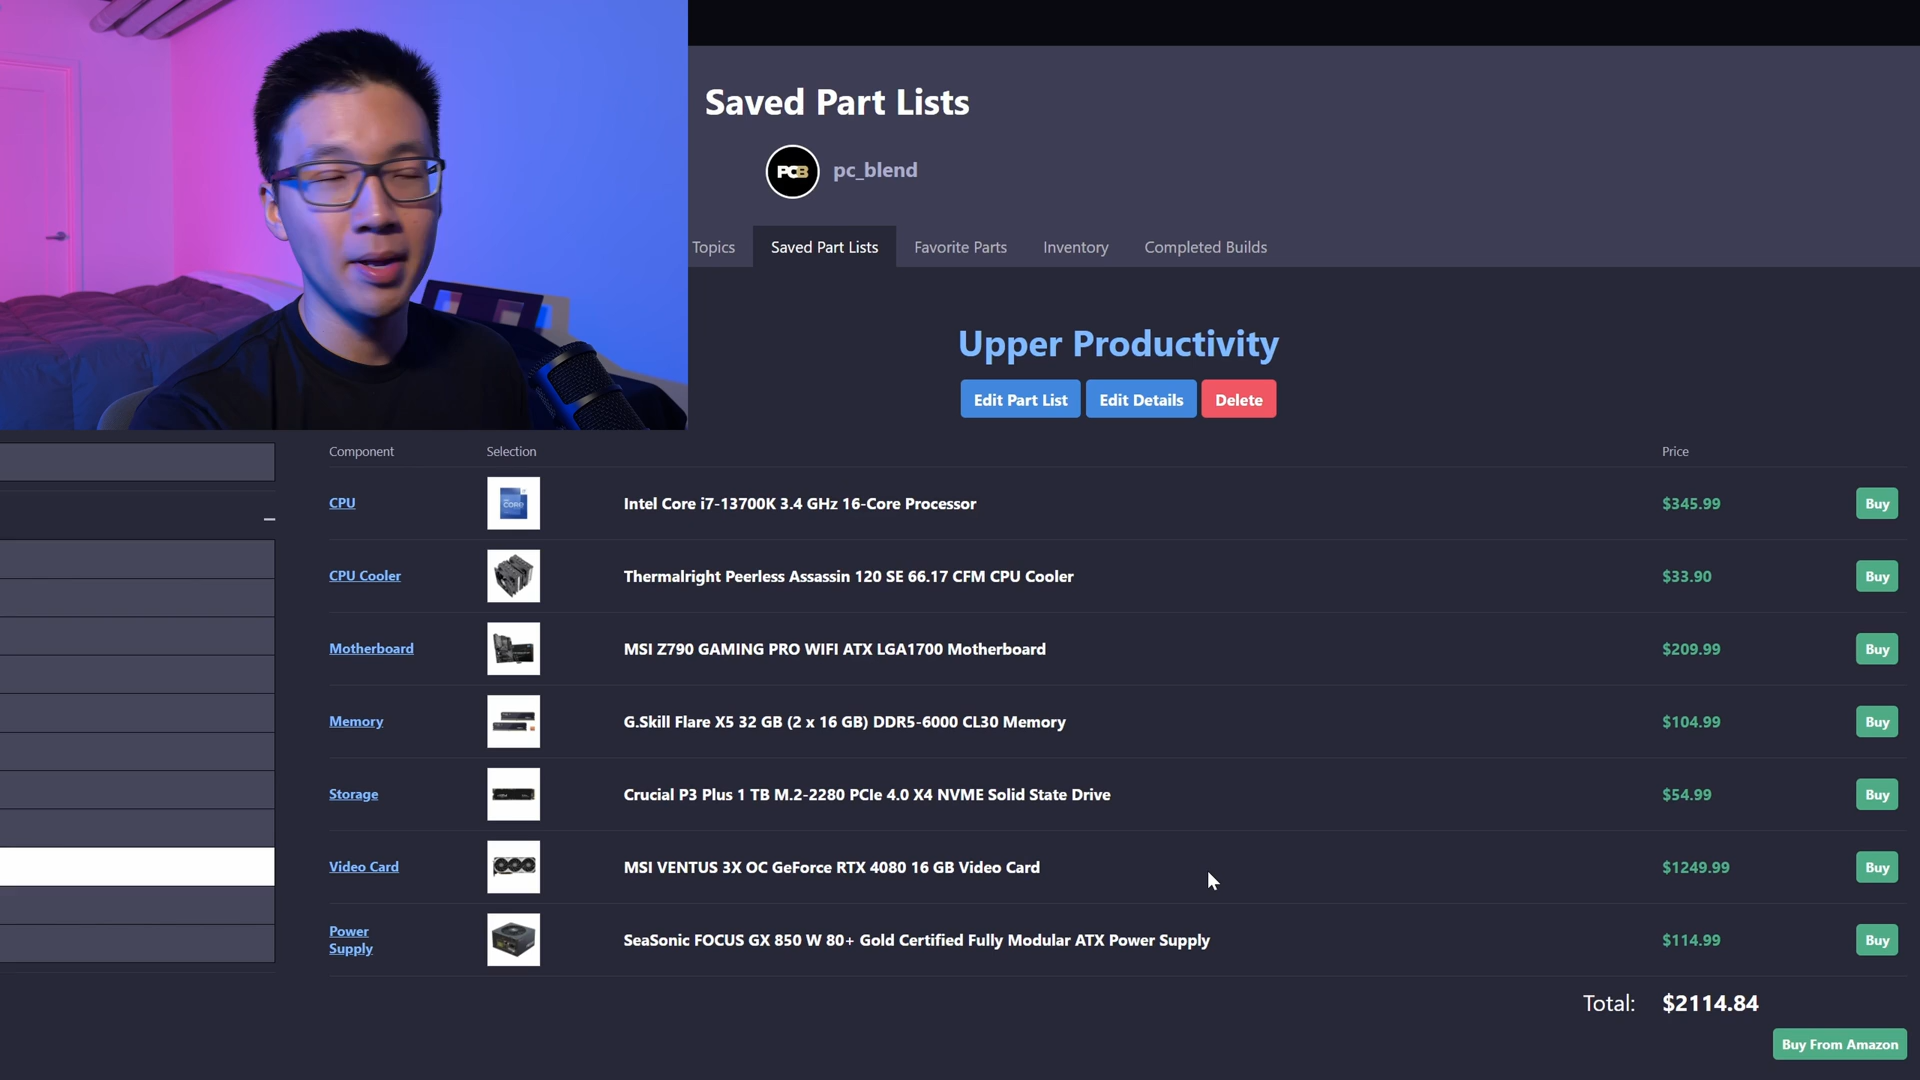 Saved Part Lists
PCB
pc_blend
Topics Saved Part Lists Favorite Parts Inventory Completed Builds
Upper Productivity
Edit Part List Edit Details Delete
Component Selection Price
CPU Intel Core i7-13700K 3.4 GHz 16-Core Processor $345.99 Buy
CPU Cooler Thermalright Peerless Assassin 120 SE 66.17 CFM CPU Cooler $33.90 Buy
Motherboard MSI Z790 GAMING PRO WIFI ATX LGA1700 Motherboard $209.99 Buy
Memory G.Skill Flare X5 32 GB (2 x 16 GB) DDR5-6000 CL30 Memory $104.99 Buy
Storage Crucial P3 Plus 1 TB M.2-2280 PCIe 4.0 X4 NVME Solid State Drive $54.99 Buy
Video Card MSI VENTUS 3X OC GeForce RTX 4080 16 GB Video Card $1249.99 Buy
Power
Supply SeaSonic FOCUS GX 850 W 80+ Gold Certified Fully Modular ATX Power Supply $114.99 Buy
Total: $2114.84
Buy From Amazon